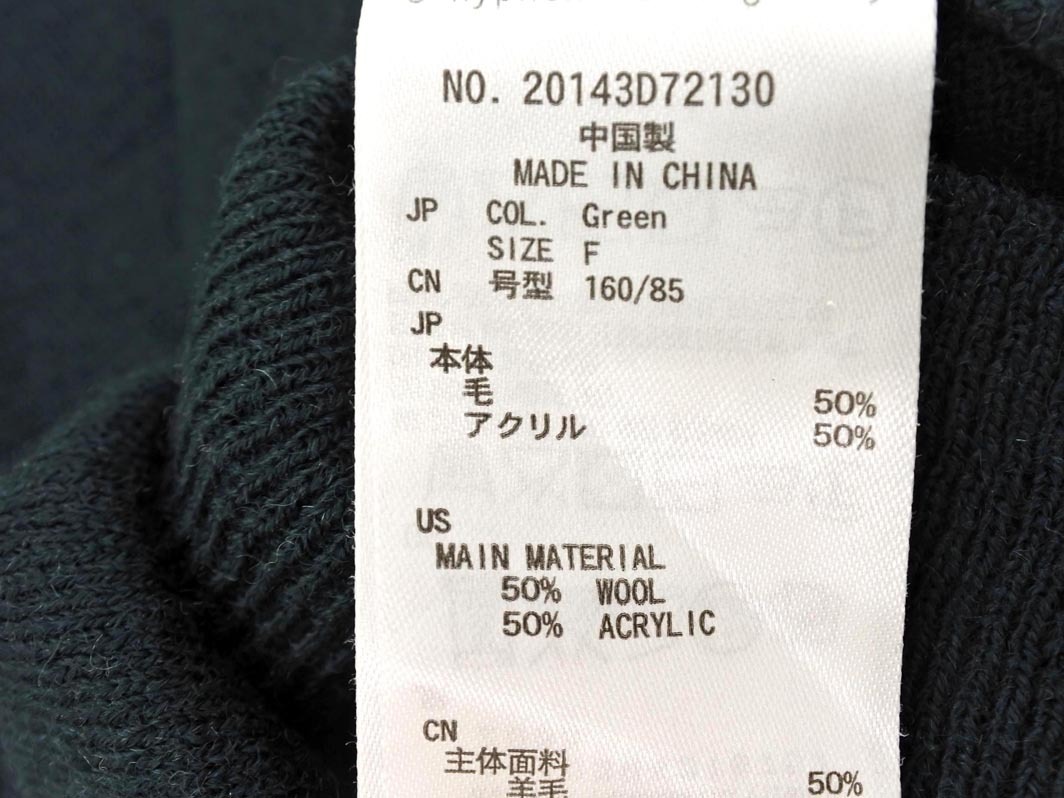 NO. 20143D72130
中国製
MADE IN CHINA
JP COL. Green
SIZE F
CN 号型 160/85
JP
本体
毛 50%
アクリル 50%
US
MAIN MATERIAL
50% WOOL
50% ACRYLIC
CN
主体面料
羊毛 50%